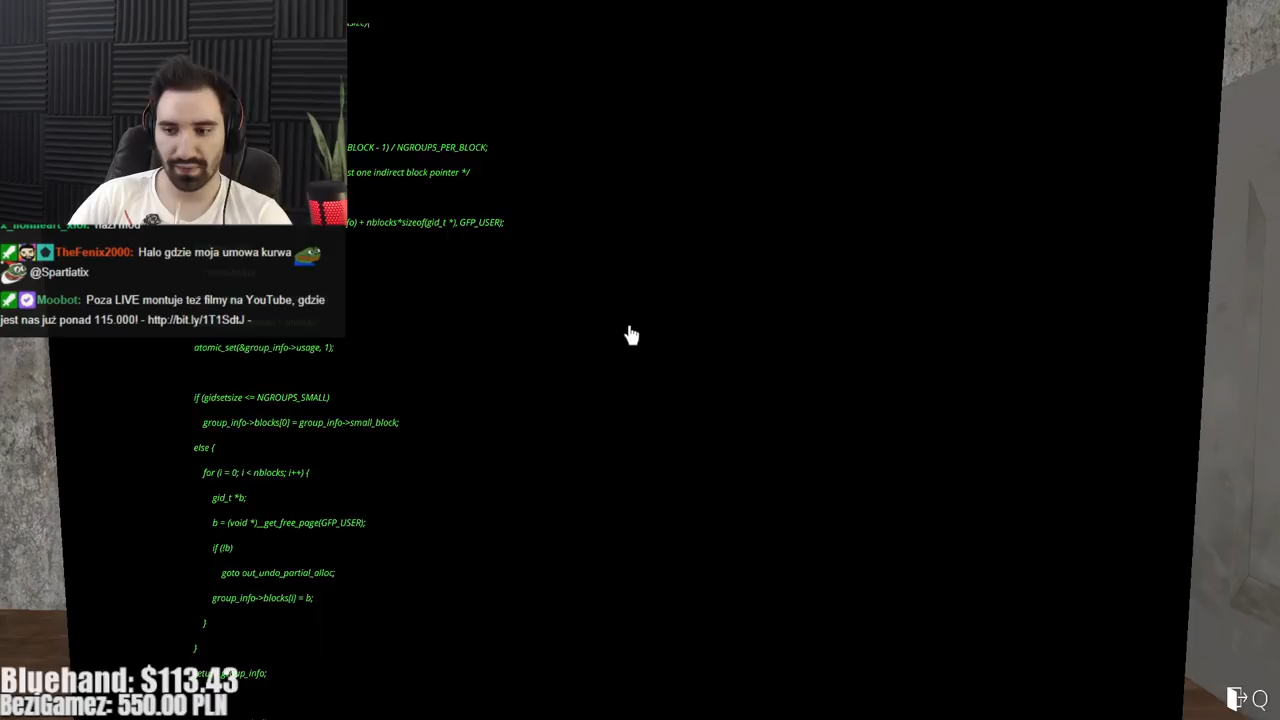 BLOCK - 1) / NGROUPS_PER_BLOCK;
st one indirect block pointer */
fo) + nblocks*sizeof(gid_t *), GFP_USER);
TheFenix2000: Halo gdzie moja umowa kurwa
@Spartiatix
Moobot: Poza LIVE montuje też filmy na YouTube, gdzie
jest nas już ponad 115.000! - http://bit.ly/1T1SdtJ -
atomic_set(&group_info->usage, 1);
if (gidsetsize <= NGROUPS_SMALL)
group_info->blocks[0] = group_info->small_block;
else {
for (i = 0; i < nblocks; i++) {
gid_t *b;
b = (void *)__get_free_page(GFP_USER);
if (!b)
goto out_undo_partial_alloc;
group_info->blocks[i] = b;
}
}
Bluehand: $113.43
BeziGamez: 550.00 PLN
Q